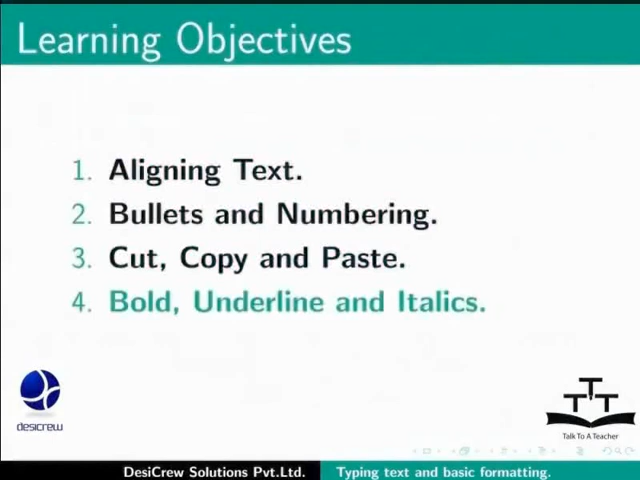 Learning Objectives
1. Aligning Text.
2. Bullets and Numbering.
3. Cut, Copy and Paste.
4. Bold, Underline and Italics.
desicrew
TTT
Talk To A Teacher
DesiCrew Solutions Pvt.Ltd. Typing text and basic formatting.